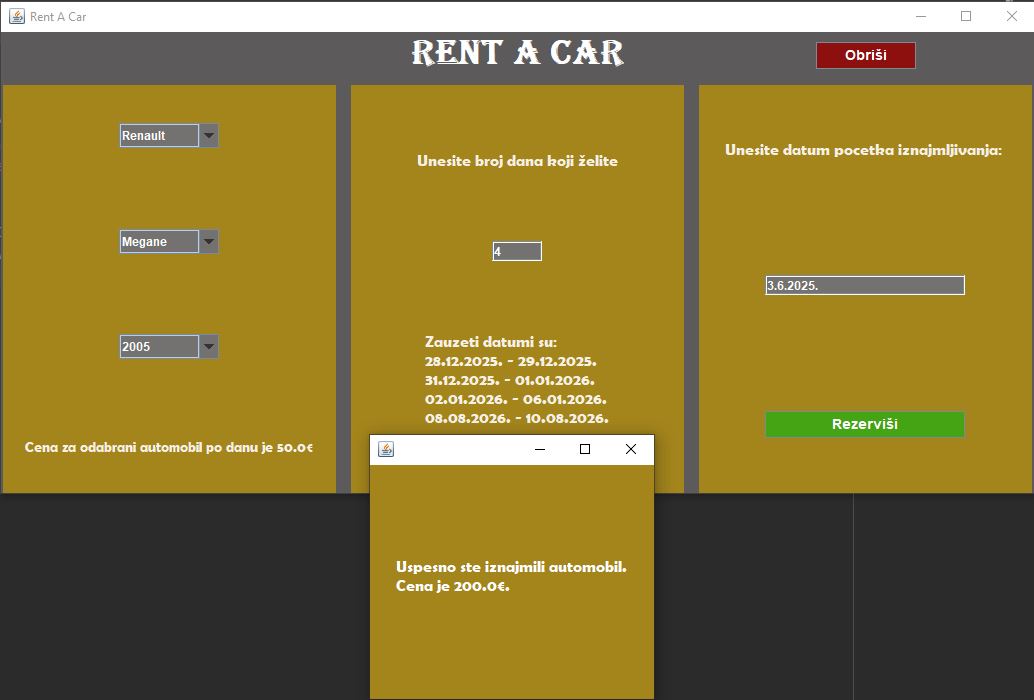 Rent A Car
RENT A CAR
Obriši
Renault
Megane
2005
Cena za odabrani automobil po danu je 50.0€
Unesite broj dana koji želite
4
Zauzeti datumi su:
28.12.2025. - 29.12.2025.
31.12.2025. - 01.01.2026.
02.01.2026. - 06.01.2026.
08.08.2026. - 10.08.2026.
Unesite datum pocetka iznajmljivanja:
3.6.2025.
Rezerviši
Uspesno ste iznajmili automobil.
Cena je 200.0€.